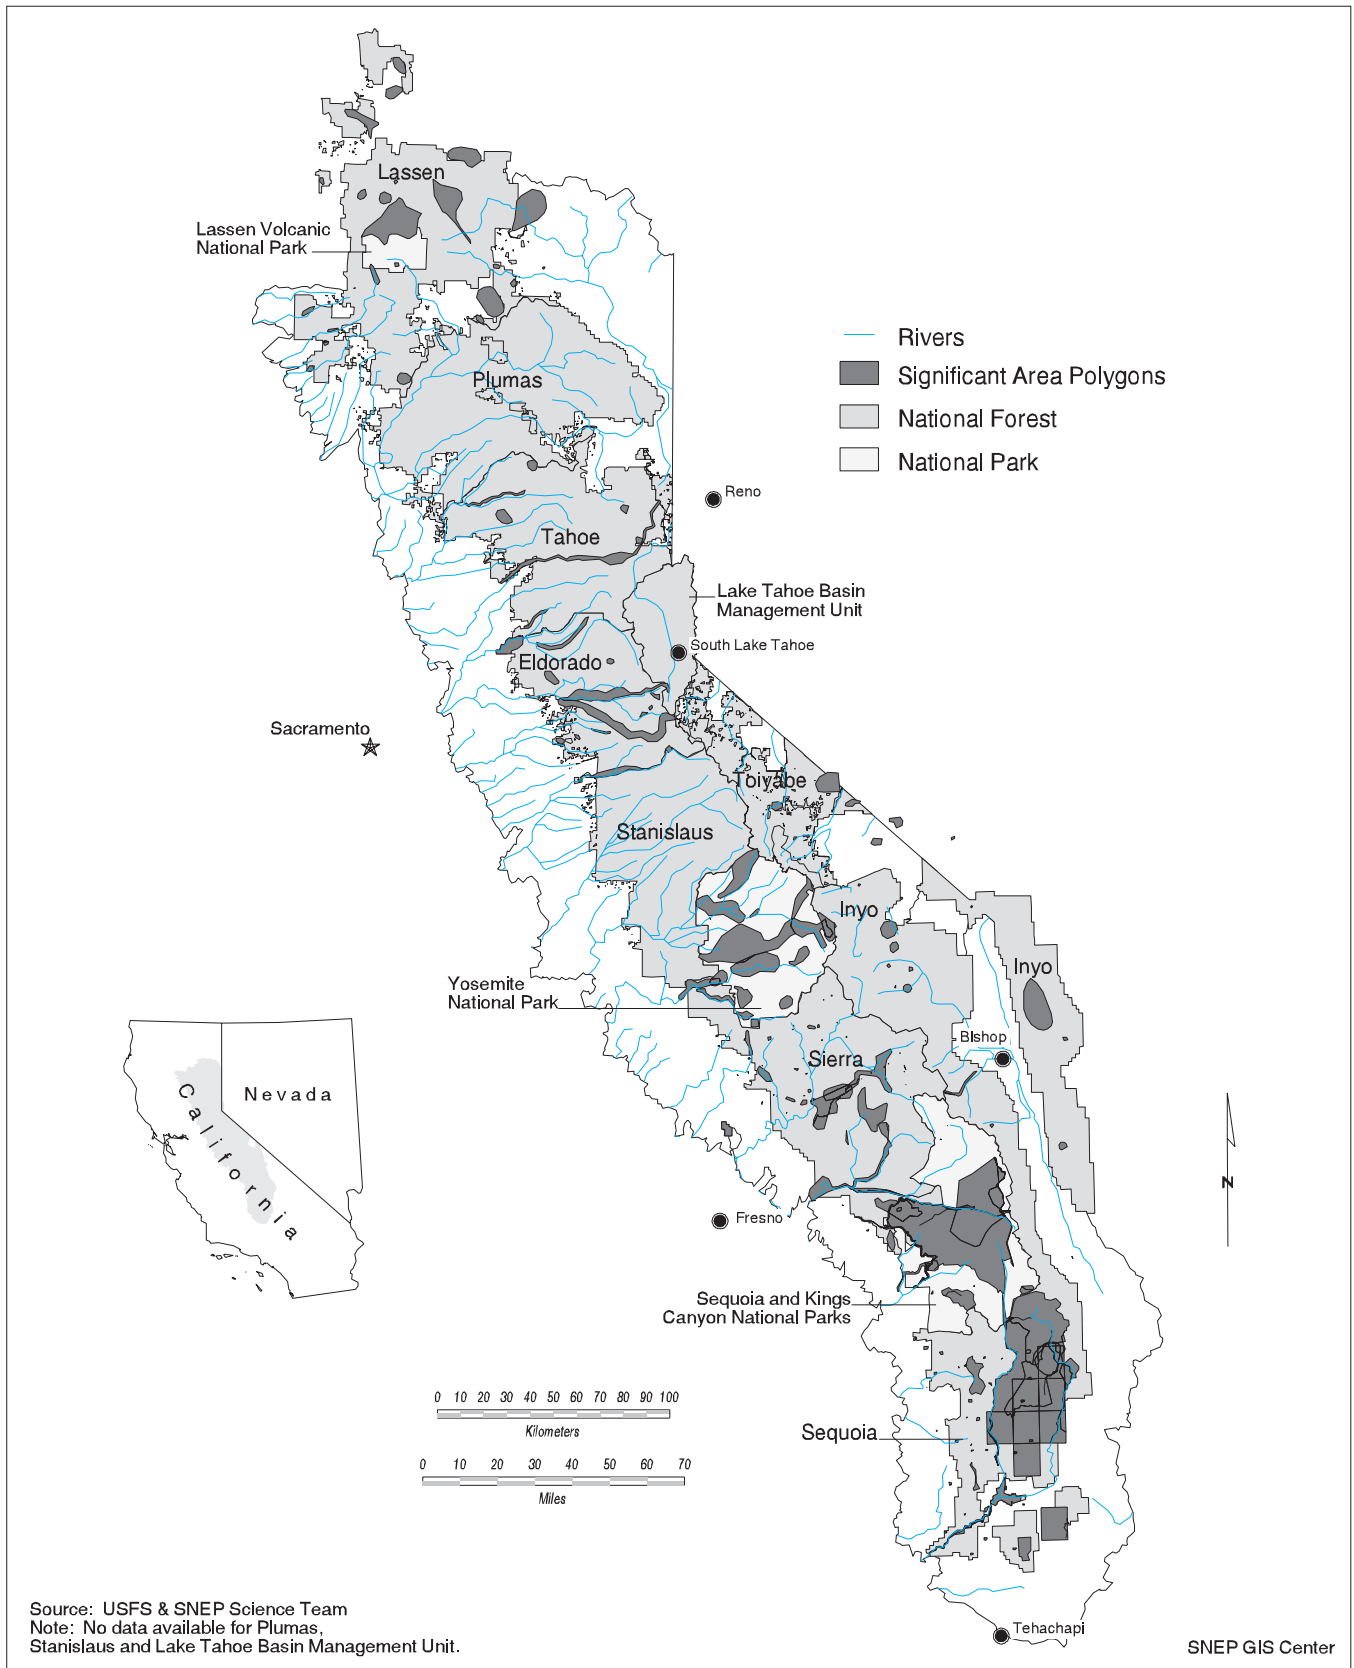 Lassen
Lassen Volcanic
National Park
Rivers
Significant Area Polygons
National Forest
National Park
Plumas
Reno
Tahoe
Lake Tahoe Basin
Management Unit
South Lake Tahoe
Eldorado
Sacramento
Toiyabe
Stanislaus
Inyo
Inyo
Yosemite
National Park
Bishop
Sierra
Nevada
California
N
Fresno
Sequoia and Kings
Canyon National Parks
0 10 20 30 40 50 60 70 80 90 100
Kilometers
Sequoia
0 10 20 30 40 50 60 70
Miles
Source: USFS & SNEP Science Team
Note: No data available for Plumas,
Stanislaus and Lake Tahoe Basin Management Unit.
Tehachapi
SNEP GIS Center